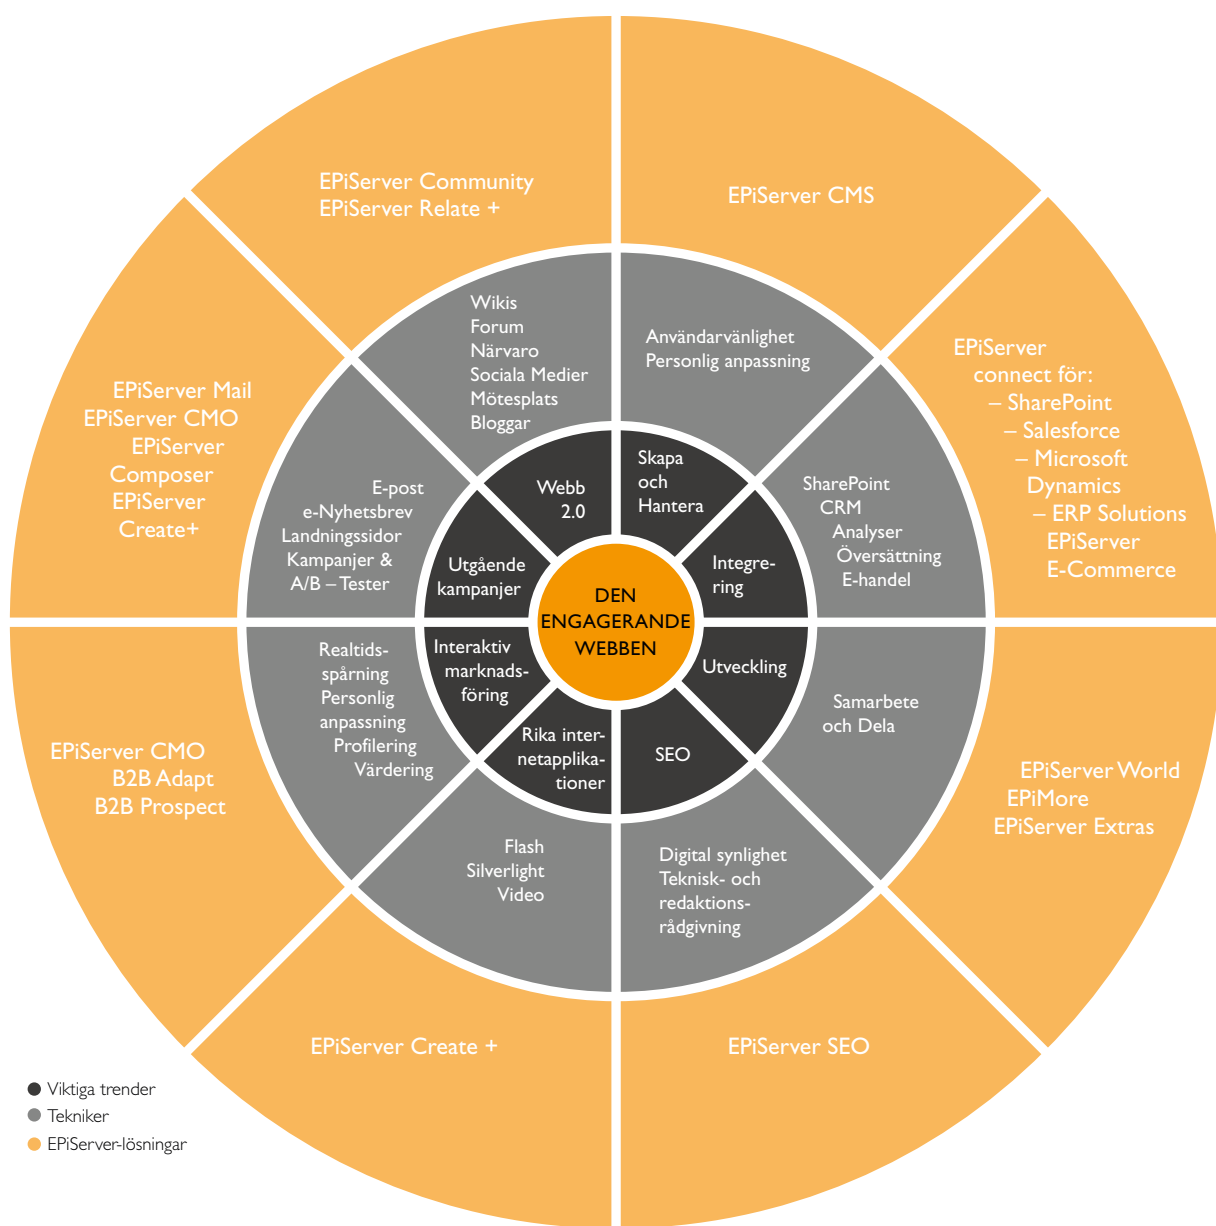 EPiServer Community
EPiServer Relate +
EPiServer CMS
EPiServer
connect för:
– SharePoint
– Salesforce
– Microsoft
Dynamics
– ERP Solutions
EPiServer
E-Commerce
EPiServer World
EPiMore
EPiServer Extras
EPiServer SEO
EPiServer Create +
EPiServer CMO
B2B Adapt
B2B Prospect
EPiServer Mail
EPiServer CMO
EPiServer
Composer
EPiServer
Create+
Wikis
Forum
Närvaro
Sociala Medier
Mötesplats
Bloggar
Användarvänlighet
Personlig anpassning
SharePoint
CRM
Analyser
Översättning
E-handel
Samarbete
och Dela
Digital synlighet
Teknisk- och
redaktions-
rådgivning
Flash
Silverlight
Video
Realtids-
spårning
Personlig
anpassning
Profilering
Värdering
E-post
e-Nyhetsbrev
Landningssidor
Kampanjer &
A/B – Tester
Webb
2.0
Skapa
och
Hantera
Integre-
ring
Utveckling
SEO
Rika inter-
netapplika-
tioner
Interaktiv
marknads-
föring
Utgående
kampanjer
DEN
ENGAGERANDE
WEBBEN
Viktiga trender
Tekniker
EPiServer-lösningar